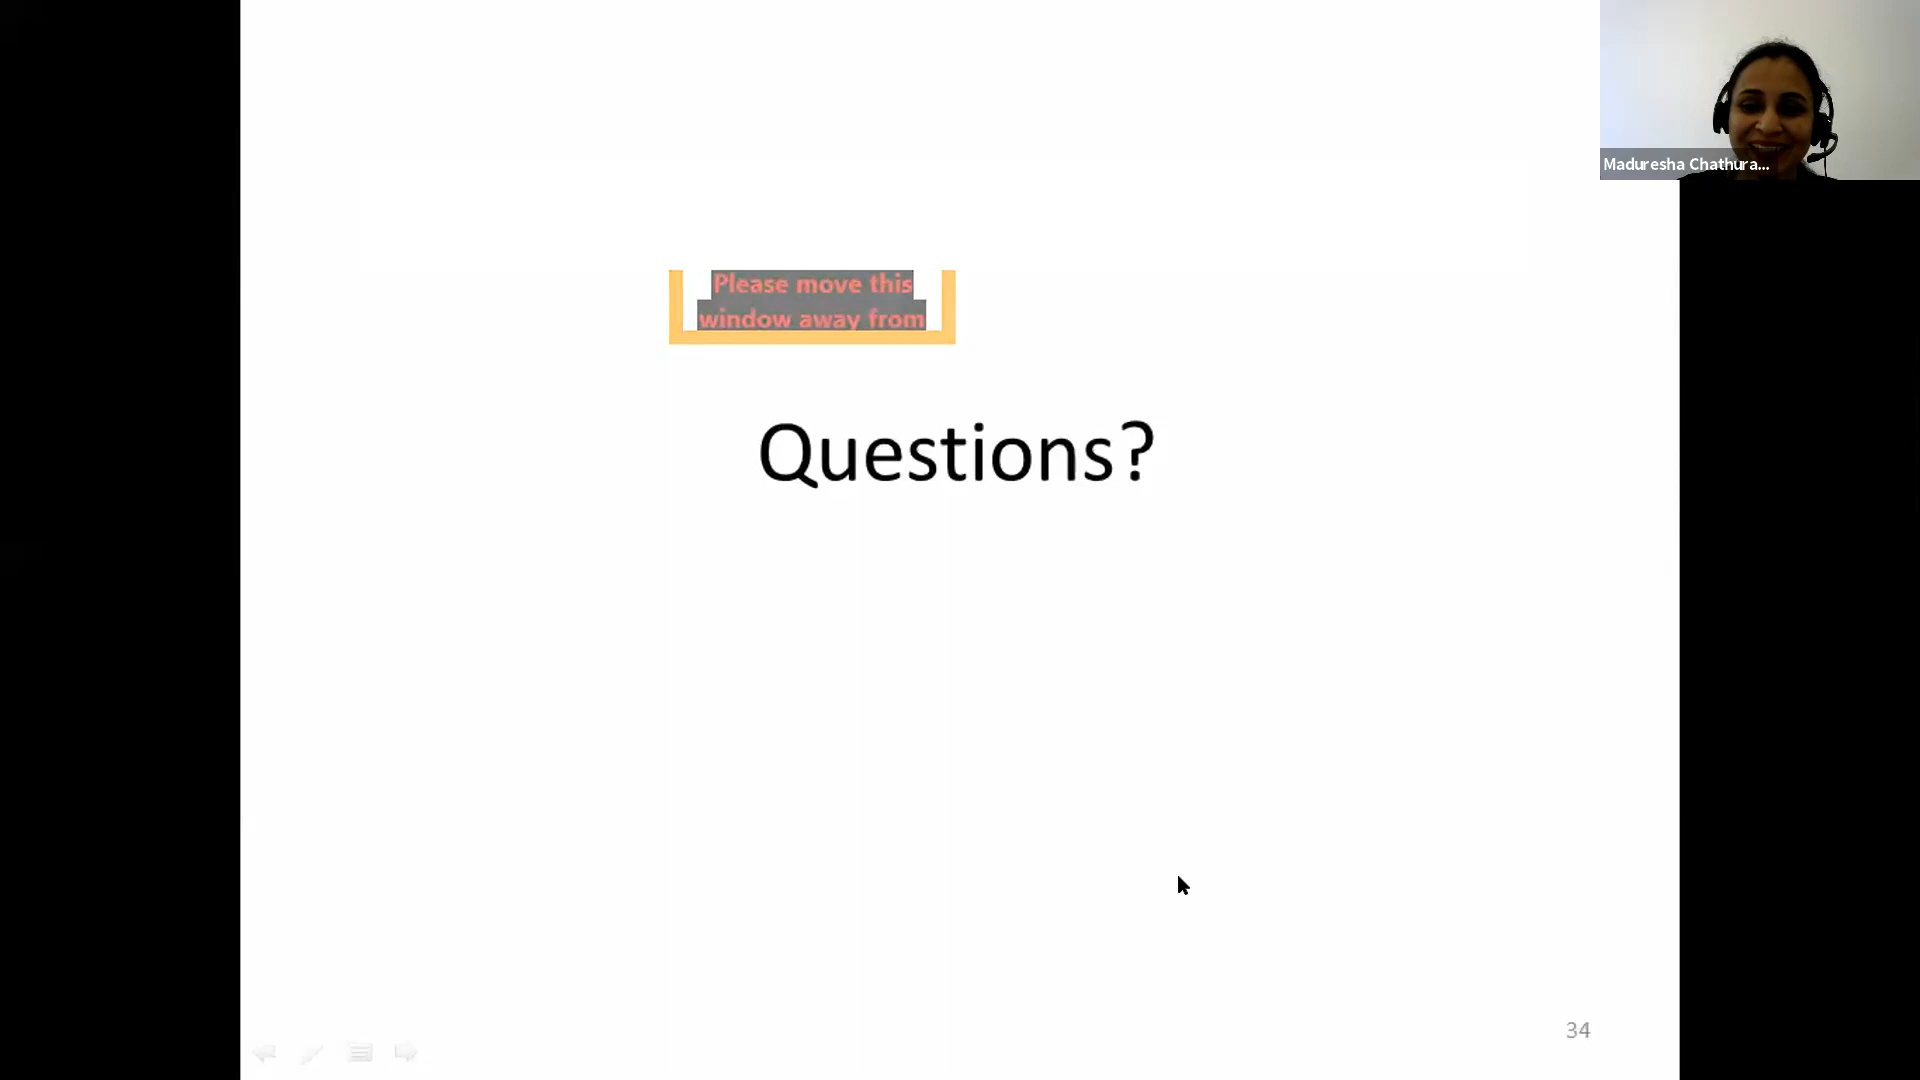 Maduresha Chathura...
Please move this
window away from
Questions?
34